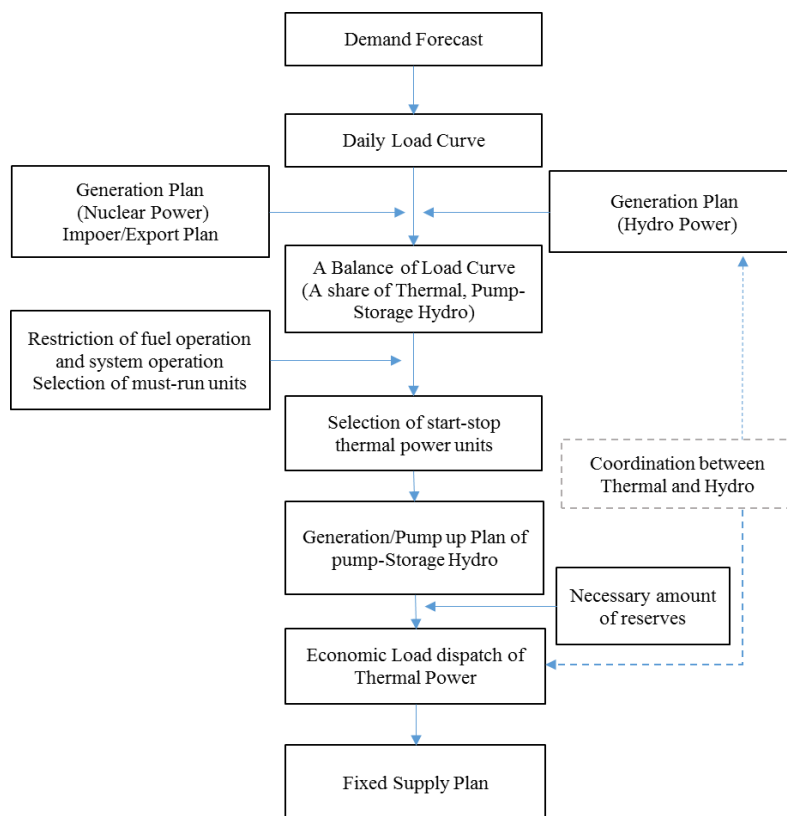 Demand Forecast
Daily Load Curve
Generation Plan
(Nuclear Power)
Impoer/Export Plan
Generation Plan
(Hydro Power)
A Balance of Load Curve
(A share of Thermal, Pump-
Storage Hydro)
Restriction of fuel operation
and system operation
Selection of must-run units
Selection of start-stop
thermal power units
Coordination between
Thermal and Hydro
Generation/Pump up Plan of
pump-Storage Hydro
Necessary amount
of reserves
Economic Load dispatch of
Thermal Power
Fixed Supply Plan